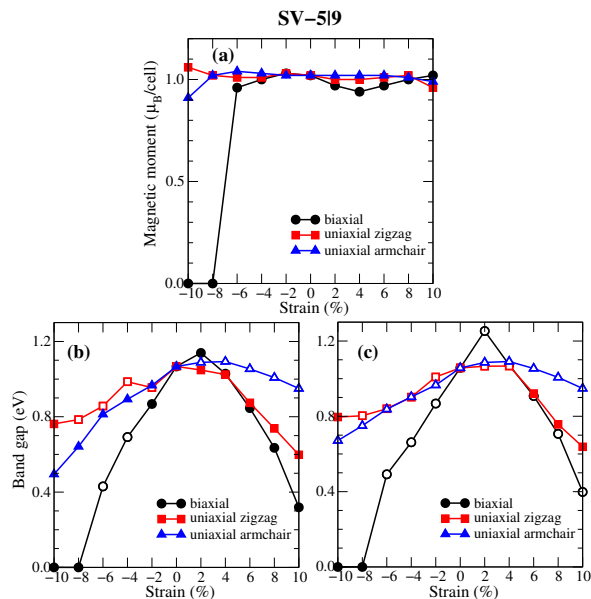 SV−5|9
(a)
Magnetic moment (μB/cell)
1.0
0.5
0.0
biaxial
uniaxial zigzag
uniaxial armchair
−10 −8 −6 −4 −2 0 2 4 6 8 10
Strain (%)
(b)
Band gap (eV)
1.2
0.8
0.4
0.0
biaxial
uniaxial zigzag
uniaxial armchair
−10 −8 −6 −4 −2 0 2 4 6 8 10
Strain (%)
(c)
1.2
0.8
0.4
0.0
biaxial
uniaxial zigzag
uniaxial armchair
−10 −8 −6 −4 −2 0 2 4 6 8 10
Strain (%)